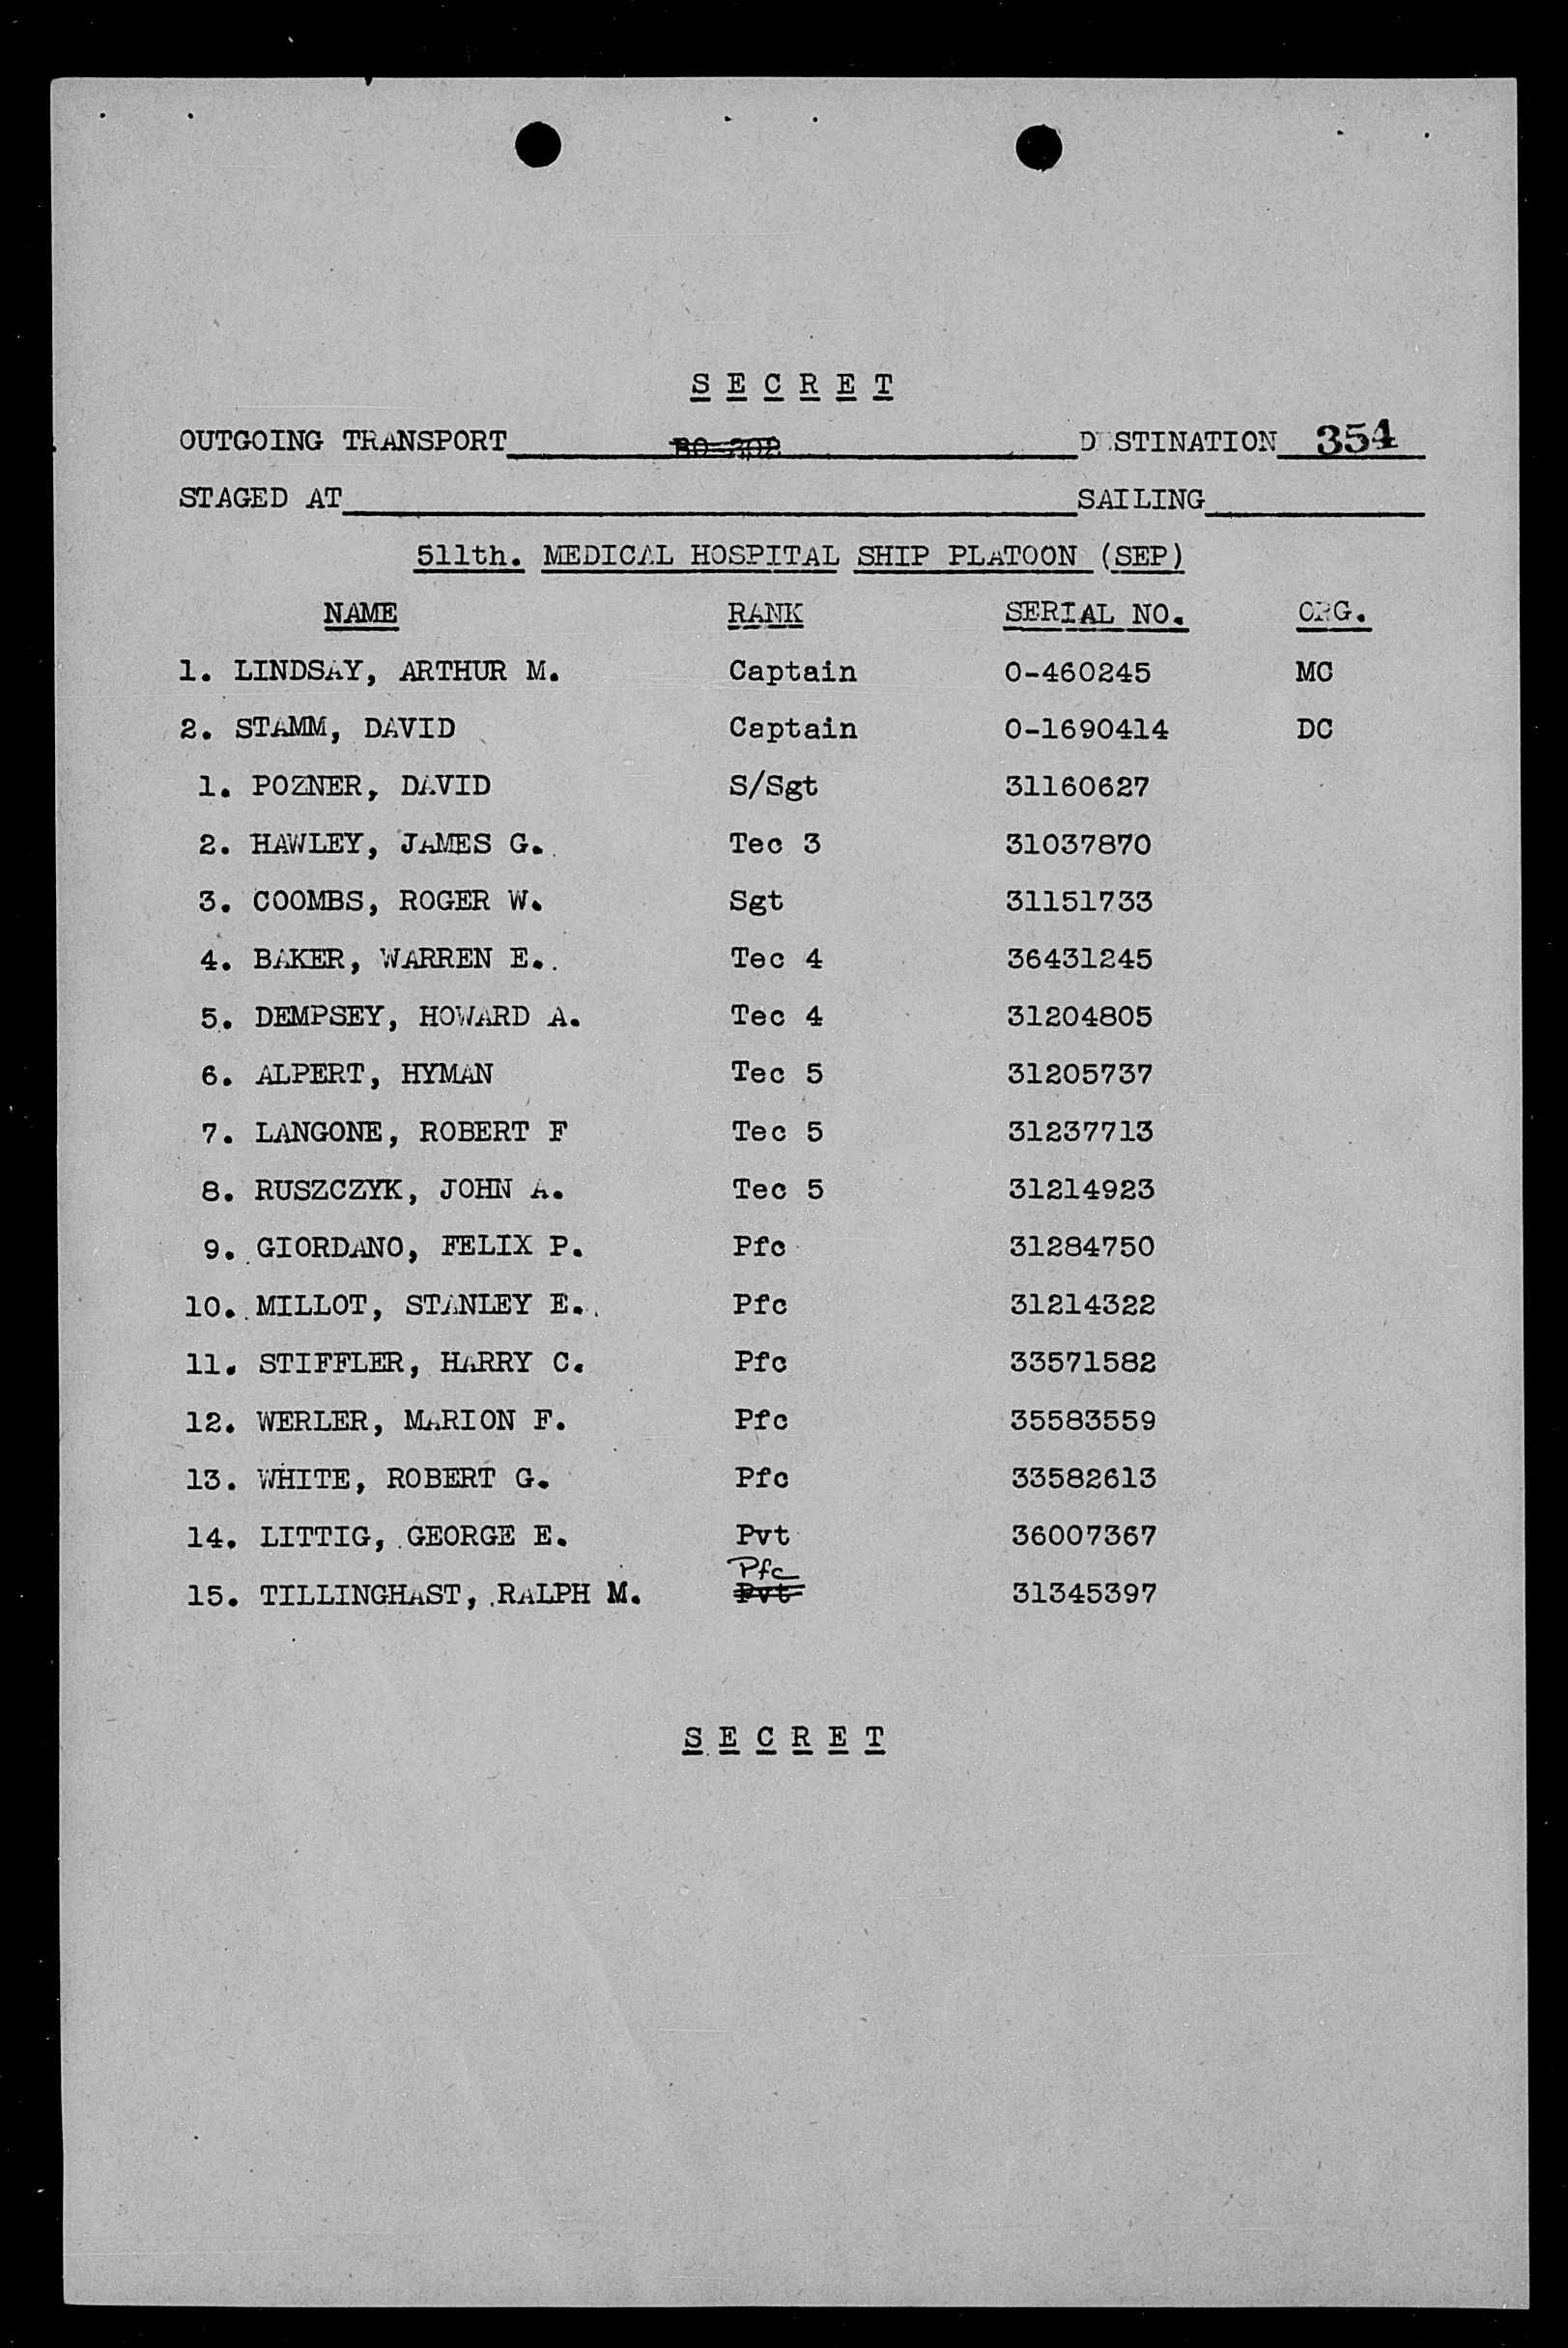 S E C R E T
OUTGOING TRANSPORT DESTINATION 354
STAGED AT SAILING
511th. MEDICAL HOSPITAL SHIP PLATOON (SEP)
NAME RANK SERIAL NO. ORG.
1. LINDSAY, ARTHUR M. Captain 0-460245 MC
2. STAMM, DAVID Captain 0-1690414 DC
1. POZNER, DAVID S/Sgt 31160627
2. HAWLEY, JAMES G. Tec 3 31037870
3. COOMBS, ROGER W. Sgt 31151733
4. BAKER, WARREN E. Tec 4 36431245
5. DEMPSEY, HOWARD A. Tec 4 31204805
6. ALPERT, HYMAN Tec 5 31205737
7. LANGONE, ROBERT F Tec 5 31237713
8. RUSZCZYK, JOHN A. Tec 5 31214923
9. GIORDANO, FELIX P. Pfc 31284750
10. MILLOT, STANLEY E. Pfc 31214322
11. STIFFLER, HARRY C. Pfc 33571582
12. WERLER, MARION F. Pfc 35583559
13. WHITE, ROBERT G. Pfc 33582613
14. LITTIG, GEORGE E. Pvt 36007367
Pfc
15. TILLINGHAST, RALPH M. Pvt 31345397
S E C R E T